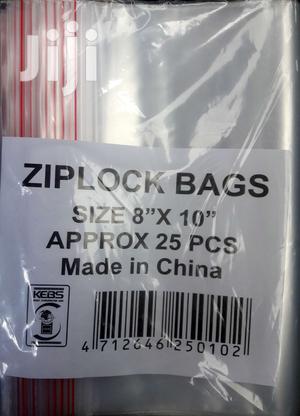 Jiji
ZIPLOCK BAGS
SIZE 8”X 10”
APPROX 25 PCS
Made in China
KEBS
4 712646 250102